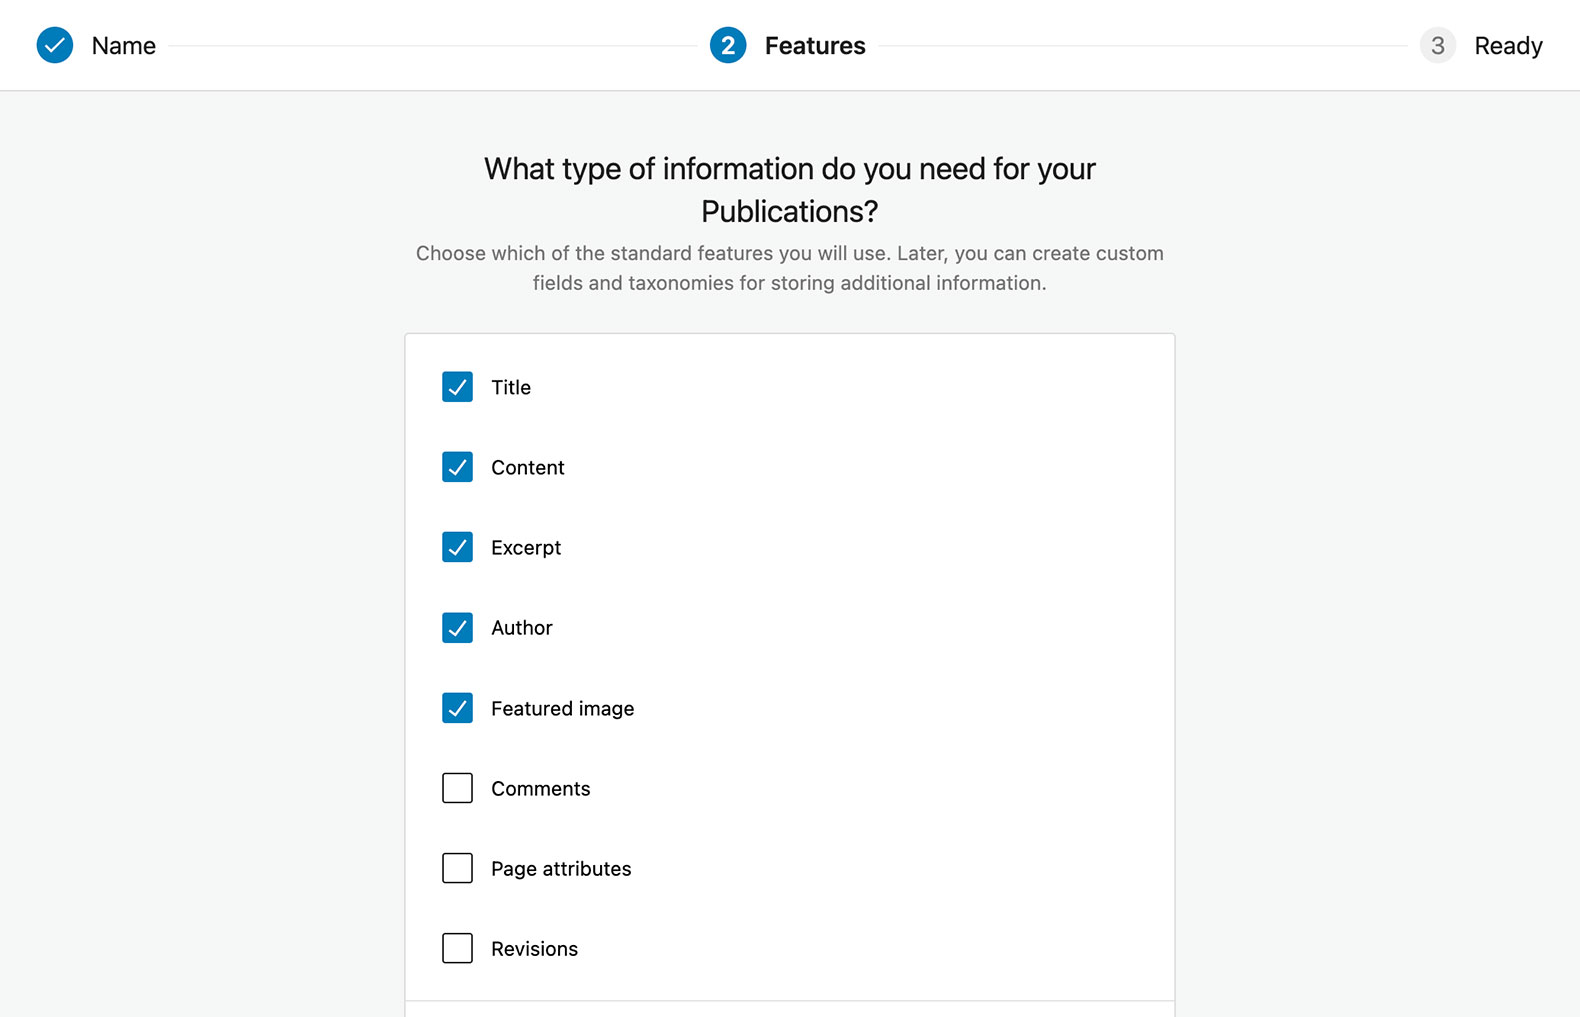 Name
2 Features
3 Ready
What type of information do you need for your
Publications?
Choose which of the standard features you will use. Later, you can create custom
fields and taxonomies for storing additional information.
Title
Content
Excerpt
Author
Featured image
Comments
Page attributes
Revisions